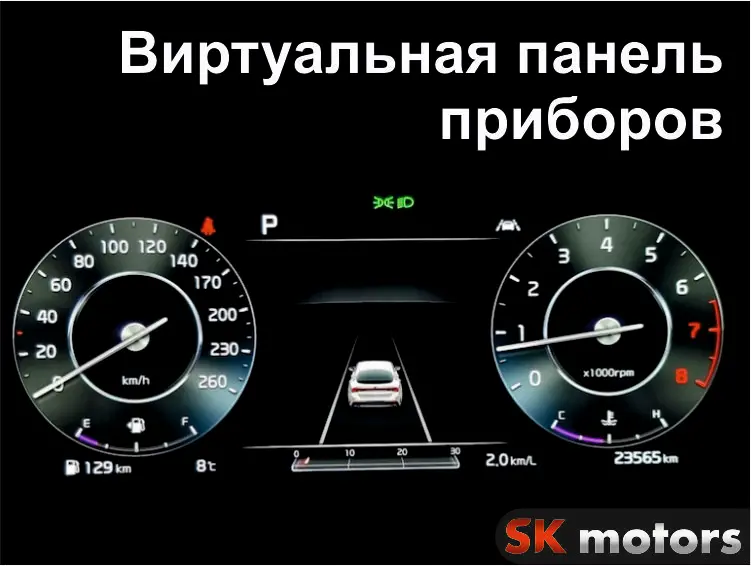 Виртуальная панель
приборов
P
100 120
80 140
60 170
40 200
20 230
0 260
km/h
E F
129 km 8℃
0 10 20 30
2.0 km/L
4
3 5
2 6
1 7
0 8
x1000rpm
C H
23565 km
SK motors